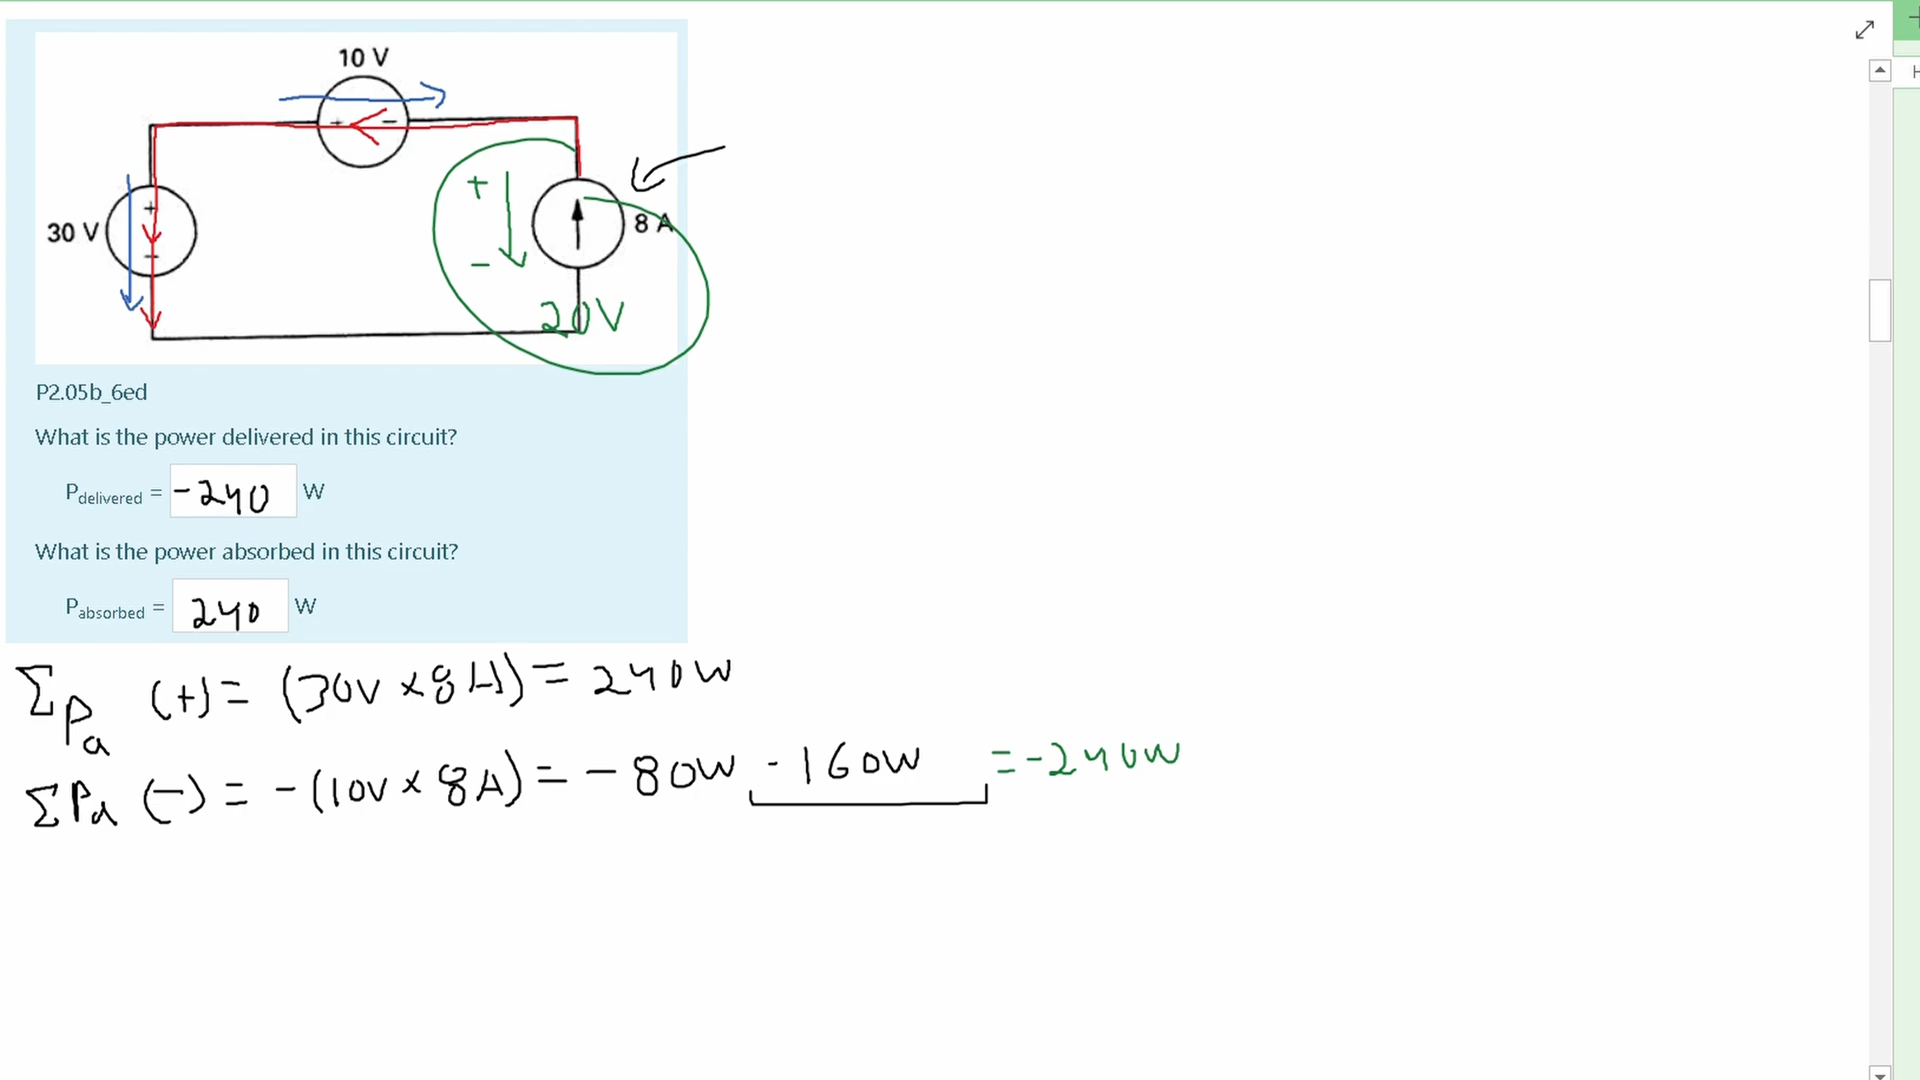 10 V
+ −
+
−
30 V
+
−
8 A
20V
P2.05b_6ed
What is the power delivered in this circuit?
Pdelivered = -240 W
What is the power absorbed in this circuit?
Pabsorbed = 240 W
ΣPa (+) = (30V × 8A) = 240W
ΣPd (−) = -(10V × 8A) = -80W -160W = -240W